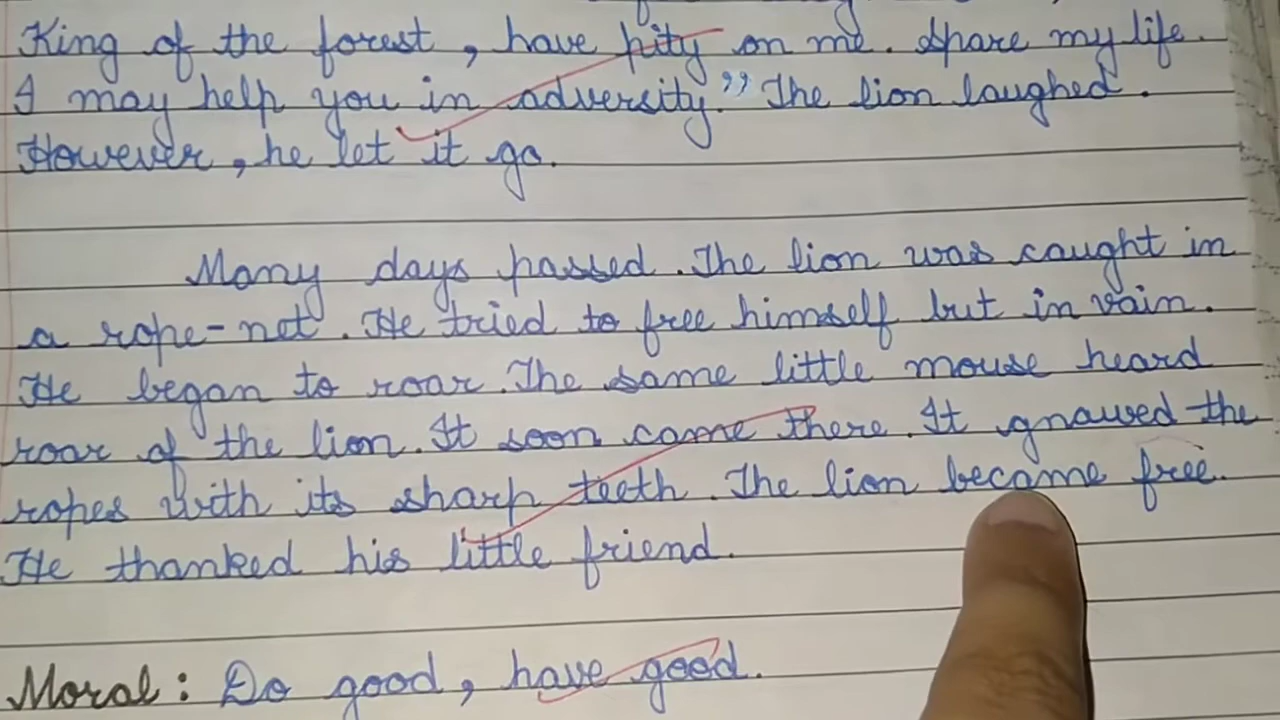 King of the forest, have pity on me. Spare my life.
I may help you in adversity." The lion laughed.
However, he let it go.
Many days passed. The lion was caught in
a rope-net. He tried to free himself but in vain.
He began to roar. The same little mouse heard
roar of the lion. It soon came there. It gnawed the
ropes with its sharp teeth. The lion became free.
He thanked his little friend.
Moral: Do good, have good.